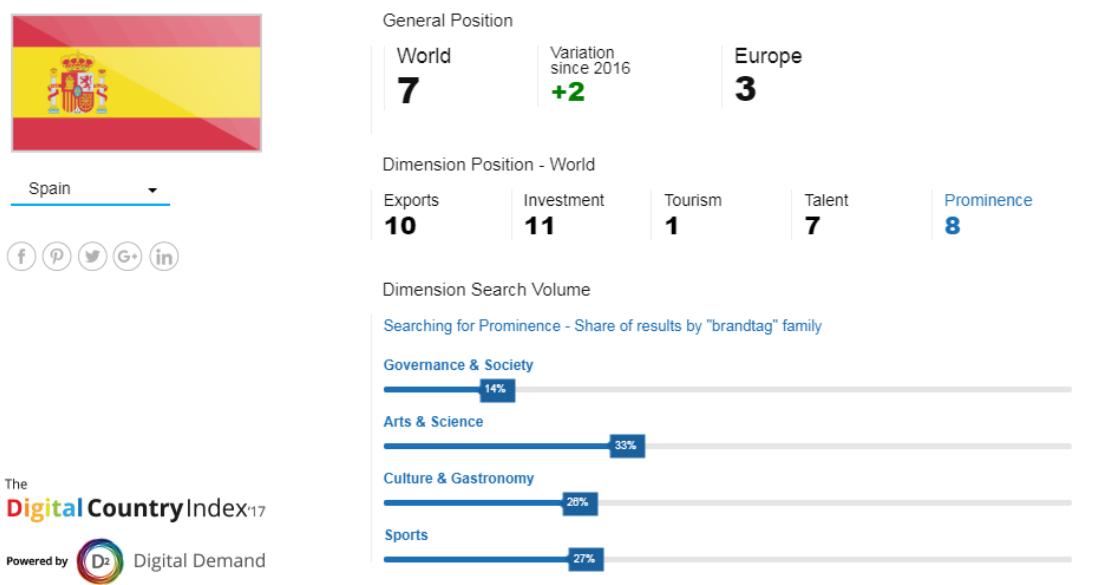 General Position
World
7
Variation
since 2016
+2
Europe
3
Spain
Dimension Position - World
Exports
10
Investment
11
Tourism
1
Talent
7
Prominence
8
Dimension Search Volume
Searching for Prominence - Share of results by "brandtag" family
Governance & Society
14%
Arts & Science
33%
Culture & Gastronomy
26%
Sports
27%
The
Digital Country Index '17
Powered by D2 Digital Demand